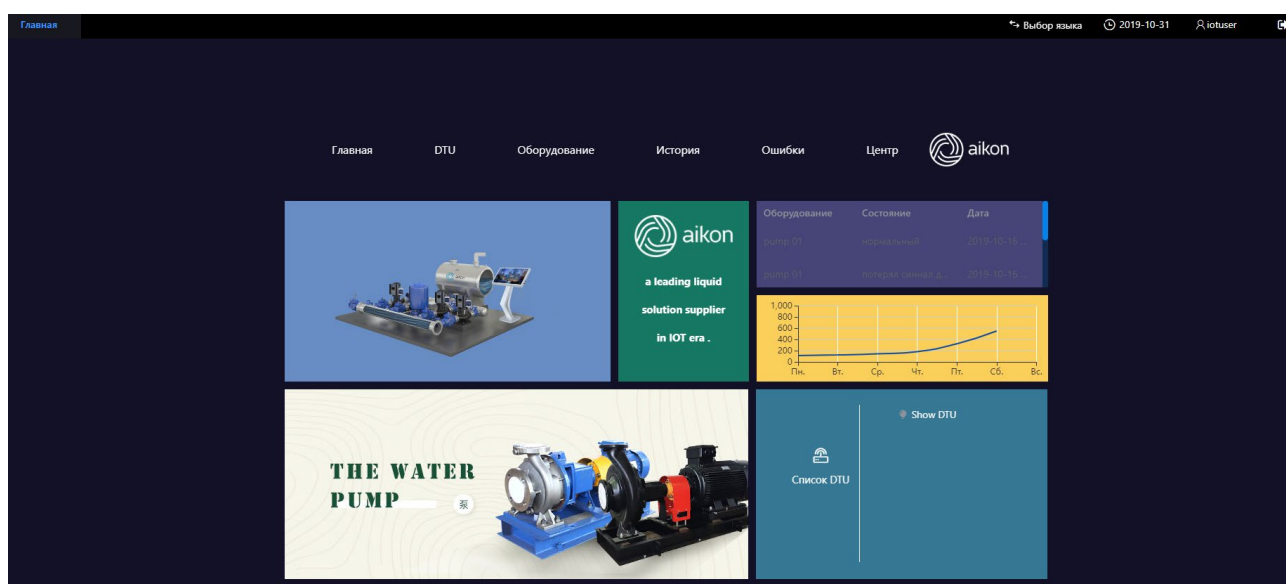 Главная
Выбор языка 2019-10-31 iotuser
Главная DTU Оборудование История Ошибки Центр aikon
aikon
a leading liquid
solution supplier
in IOT era .
Оборудование Состояние Дата
pump 01 нормальный 2019-10-16 ...
pump 01 потерян сигнал д... 2019-10-16 ...
1,000
800
600
400
200
0
Пн. Вт. Ср. Чт. Пт. Сб. Вс.
THE WATER
PUMP
泵
Список DTU
Show DTU